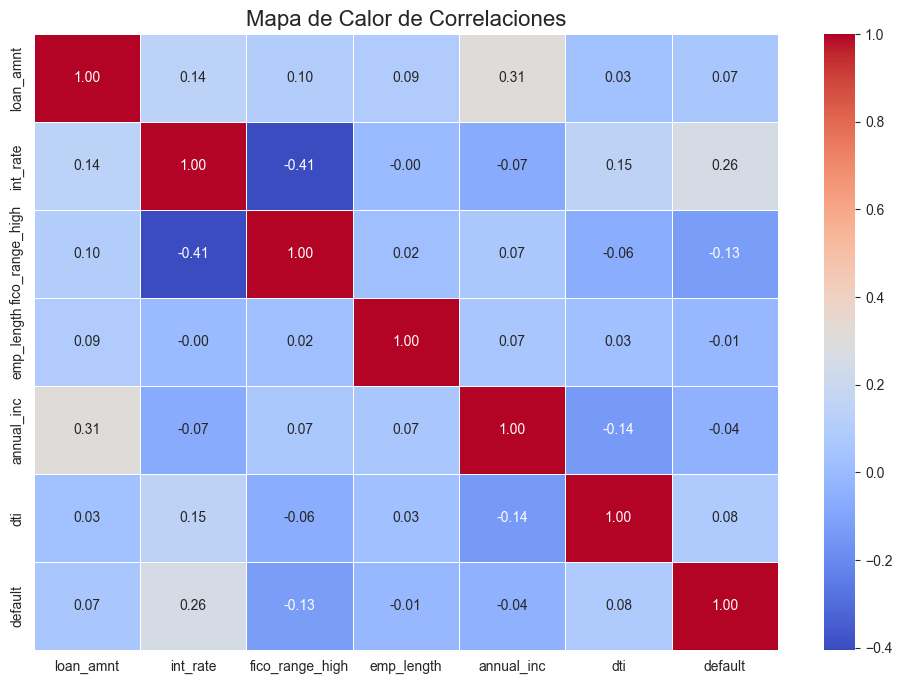 Mapa de Calor de Correlaciones
loan_amnt 1.00 0.14 0.10 0.09 0.31 0.03 0.07
int_rate 0.14 1.00 -0.41 -0.00 -0.07 0.15 0.26
fico_range_high 0.10 -0.41 1.00 0.02 0.07 -0.06 -0.13
emp_length 0.09 -0.00 0.02 1.00 0.07 0.03 -0.01
annual_inc 0.31 -0.07 0.07 0.07 1.00 -0.14 -0.04
dti 0.03 0.15 -0.06 0.03 -0.14 1.00 0.08
default 0.07 0.26 -0.13 -0.01 -0.04 0.08 1.00
loan_amnt int_rate fico_range_high emp_length annual_inc dti default
1.0
0.8
0.6
0.4
0.2
0.0
−0.2
−0.4